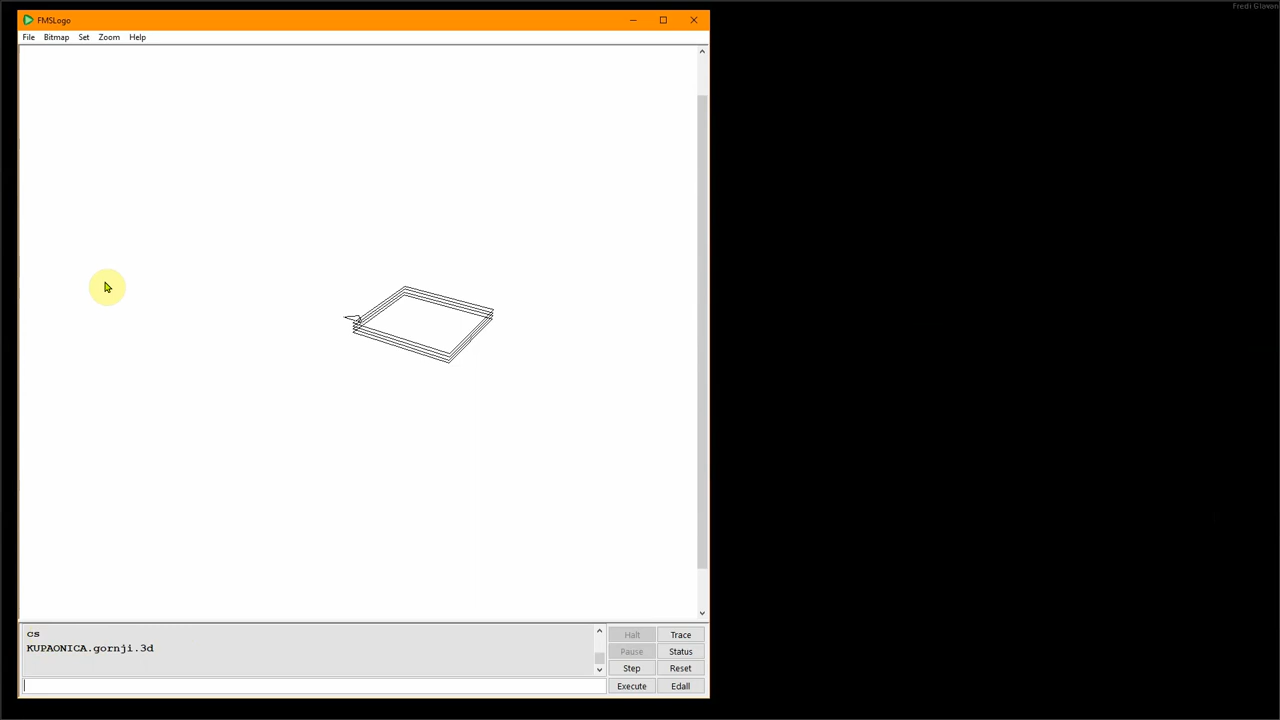 Fredi Glavan
FMSLogo
File Bitmap Set Zoom Help
cs
KUPAONICA.gornji.3d
Halt Trace
Pause Status
Step Reset
Execute Edall